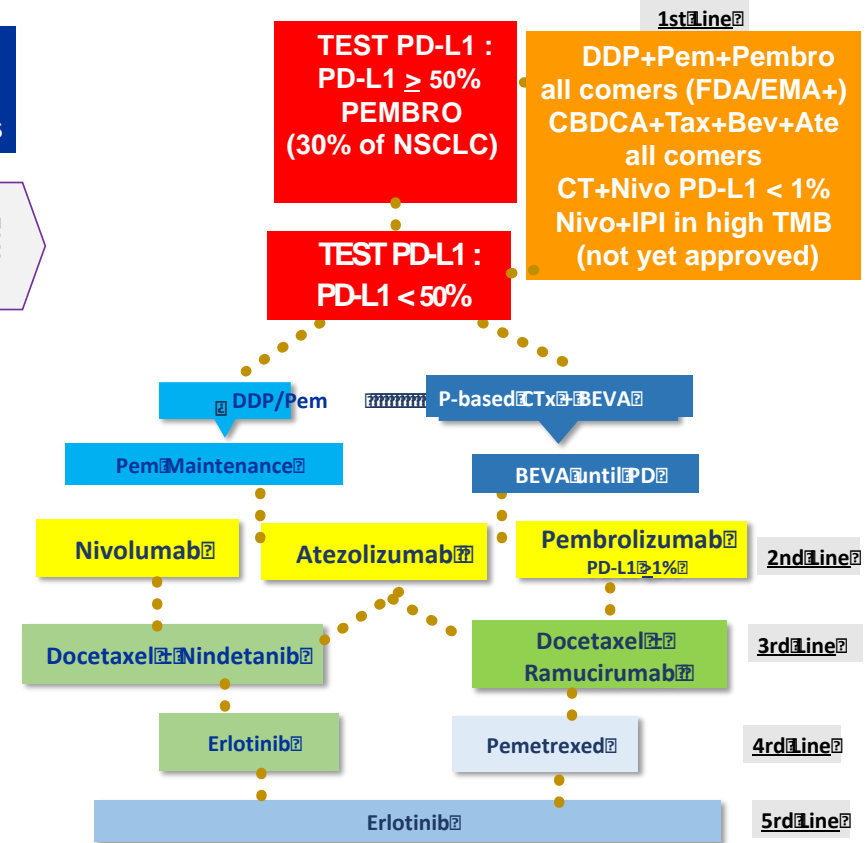 1st Line
TEST PD-L1 :
PD-L1 ≥ 50%
PEMBRO
(30% of NSCLC)
DDP+Pem+Pembro
all comers (FDA/EMA+)
CBDCA+Tax+Bev+Ate
all comers
CT+Nivo PD-L1 < 1%
Nivo+IPI in high TMB
(not yet approved)
TEST PD-L1 :
PD-L1 < 50%
DDP/Pem
P-based CTx + BEVA
Pem Maintenance
BEVA until PD
Nivolumab
Atezolizumab
Pembrolizumab
PD-L1 ≥1%
2nd Line
Docetaxel ± Nindetanib
Docetaxel ±
Ramucirumab
3rd Line
Erlotinib
Pemetrexed
4rd Line
Erlotinib
5rd Line